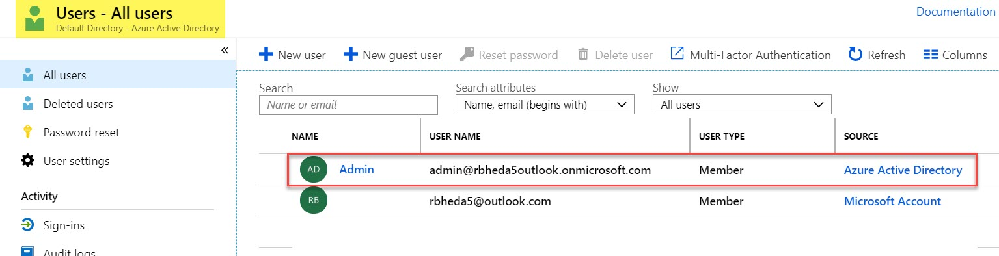 Users - All users
Default Directory - Azure Active Directory
Documentation
«
All users
Deleted users
Password reset
User settings
Activity
Sign-ins
Audit logs
New user New guest user Reset password Delete user Multi-Factor Authentication Refresh Columns
Search Search attributes Show
Name or email Name, email (begins with) All users
NAME USER NAME USER TYPE SOURCE
AD Admin admin@rbheda5outlook.onmicrosoft.com Member Azure Active Directory
RB rbheda5@outlook.com Member Microsoft Account